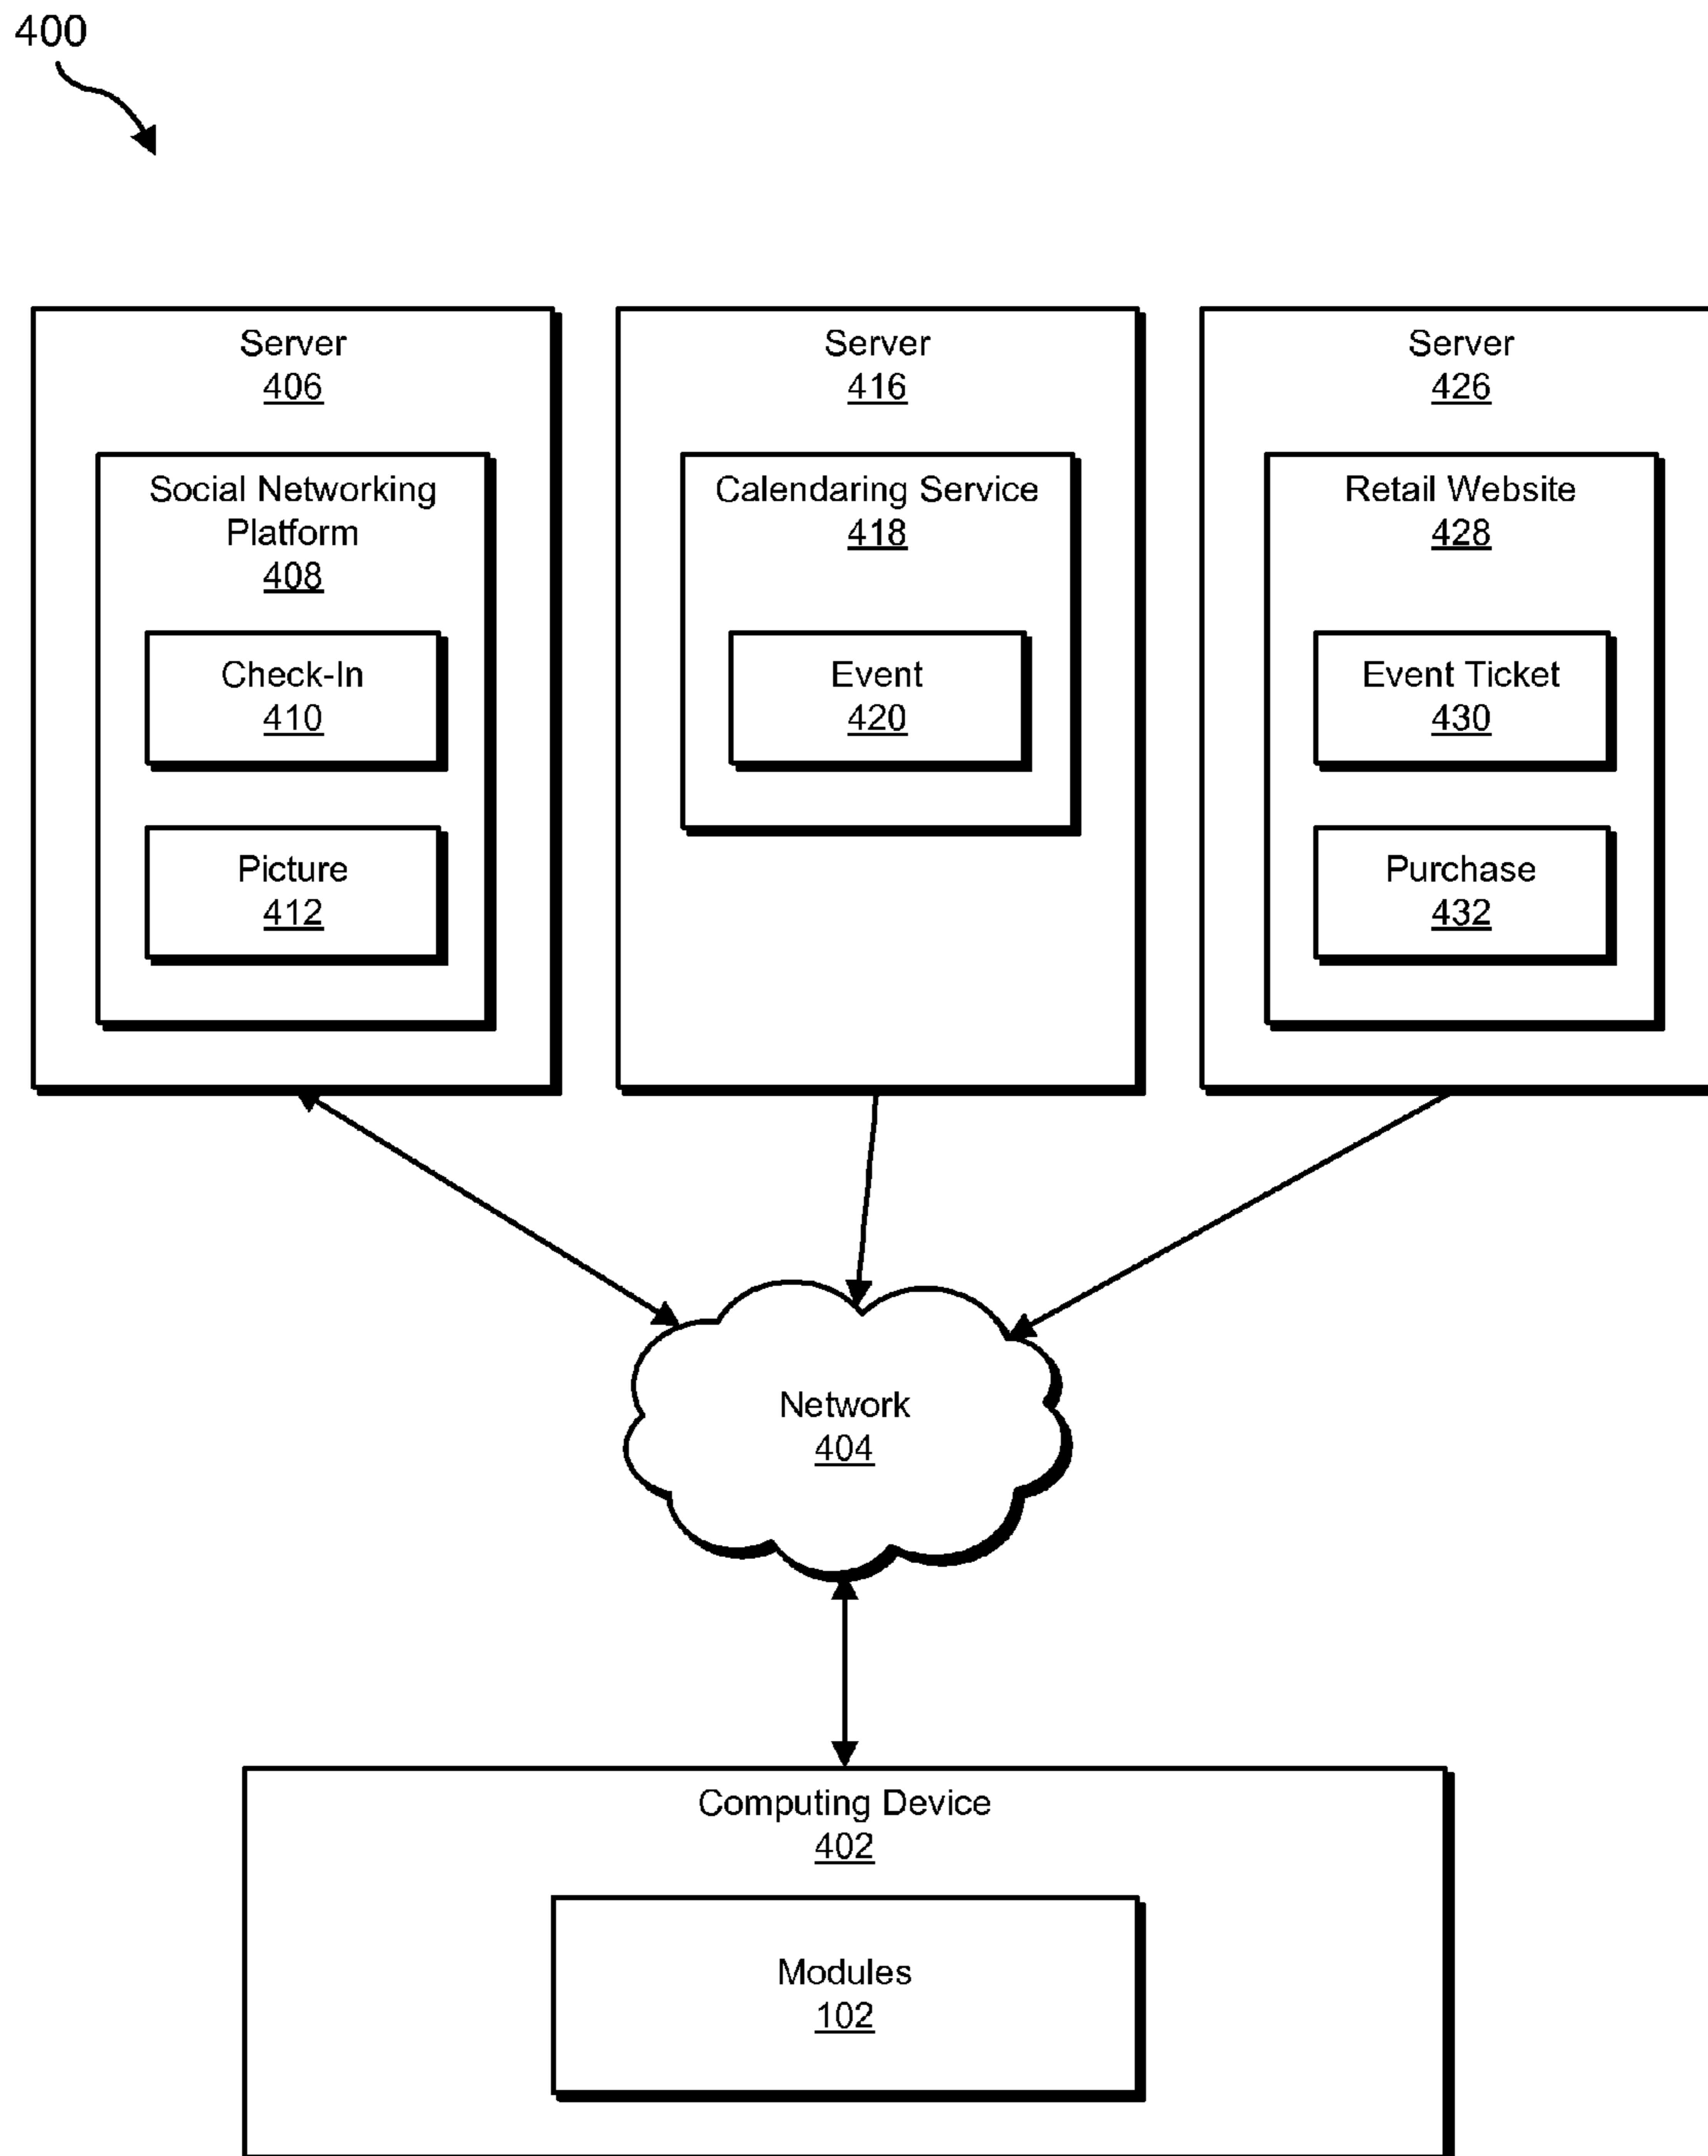 400
Server
406
Social Networking
Platform
408
Check-In
410
Picture
412
Server
416
Calendaring Service
418
Event
420
Server
426
Retail Website
428
Event Ticket
430
Purchase
432
Network
404
Computing Device
402
Modules
102